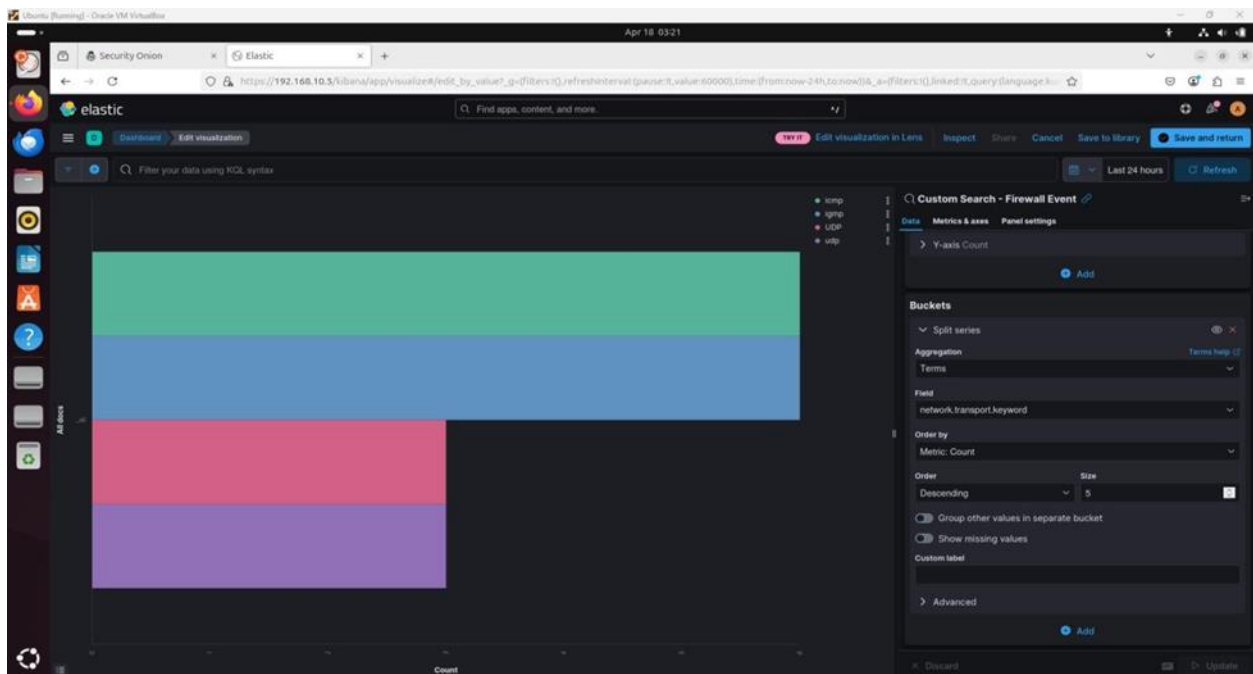 Ubuntu [Running] - Oracle VM VirtualBox
Apr 18 03:21
Security Onion
Elastic
https://192.168.10.5/kibana/app/visualize#/edit_by_value?_g=(filters:!(),refreshInterval:(pause:!t,value:60000),time:(from:now-24h,to:now))&_a=(filters:!(),linked:!t,query:(language:ku
elastic
Find apps, content, and more.
^/
D
Dashboard
Edit visualization
TRY IT
Edit visualization in Lens
Inspect
Share
Cancel
Save to library
Save and return
Filter your data using KQL syntax
Last 24 hours
Refresh
icmp
igmp
UDP
udp
All docs
Count
Custom Search - Firewall Event
Data
Metrics & axes
Panel settings
Y-axis Count
Add
Buckets
Split series
Aggregation
Terms help
Terms
Field
network.transport.keyword
Order by
Metric: Count
Order
Size
Descending
5
Group other values in separate bucket
Show missing values
Custom label
Advanced
Add
Discard
Update